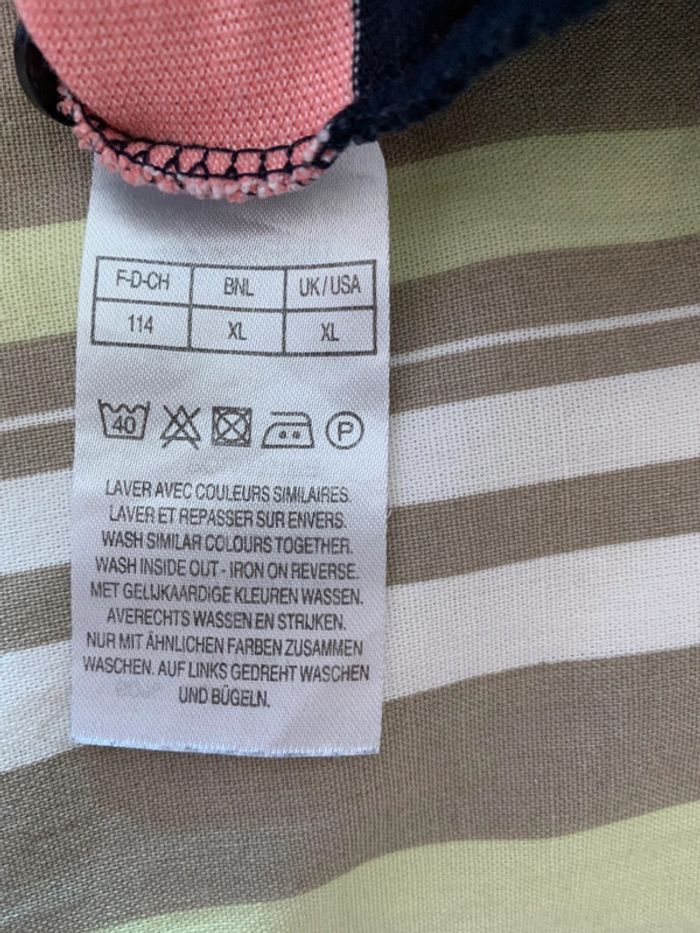 F-D-CH BNL UK/USA
114 XL XL
40 P
LAVER AVEC COULEURS SIMILAIRES.
LAVER ET REPASSER SUR ENVERS.
WASH SIMILAR COLOURS TOGETHER.
WASH INSIDE OUT - IRON ON REVERSE.
MET GELIJKAARDIGE KLEUREN WASSEN.
AVERECHTS WASSEN EN STRIJKEN.
NUR MIT ÄHNLICHEN FARBEN ZUSAMMEN
WASCHEN. AUF LINKS GEDREHT WASCHEN
UND BÜGELN.